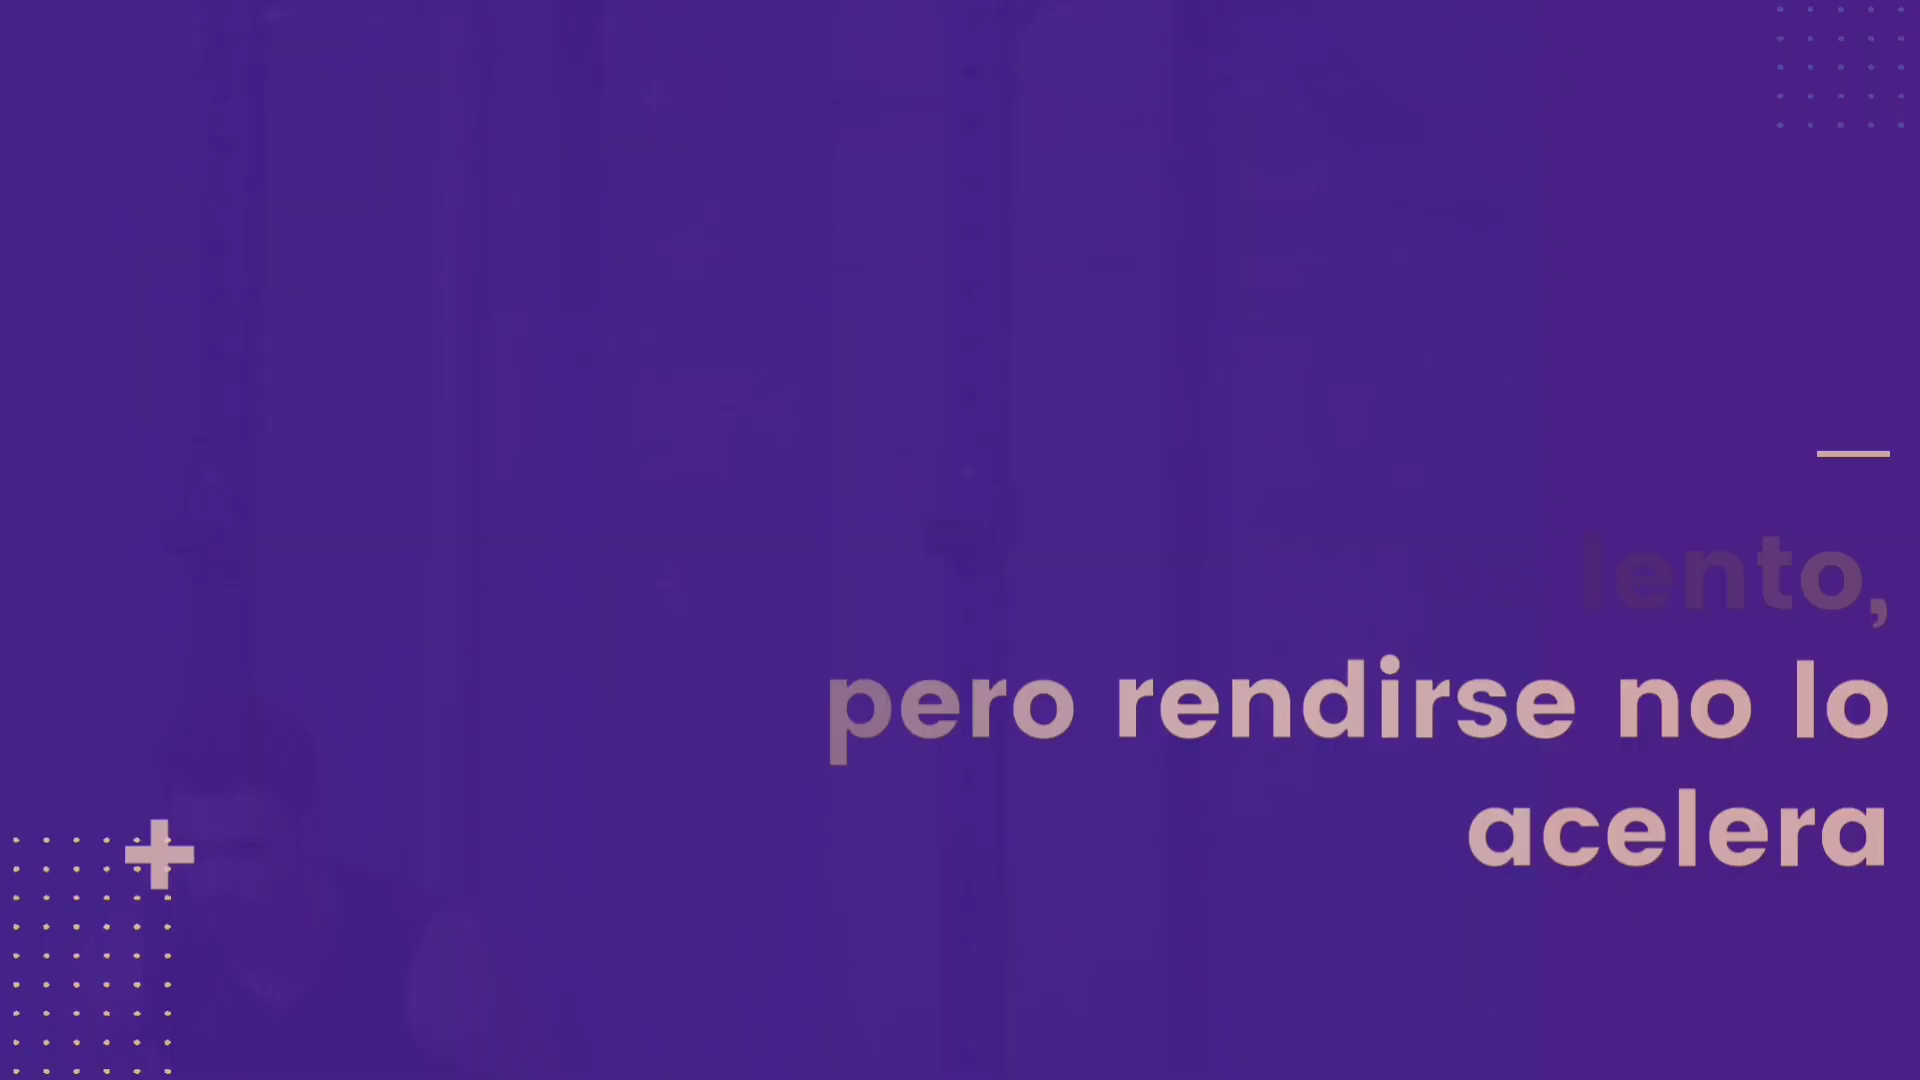 lento,
pero rendirse no lo
acelera